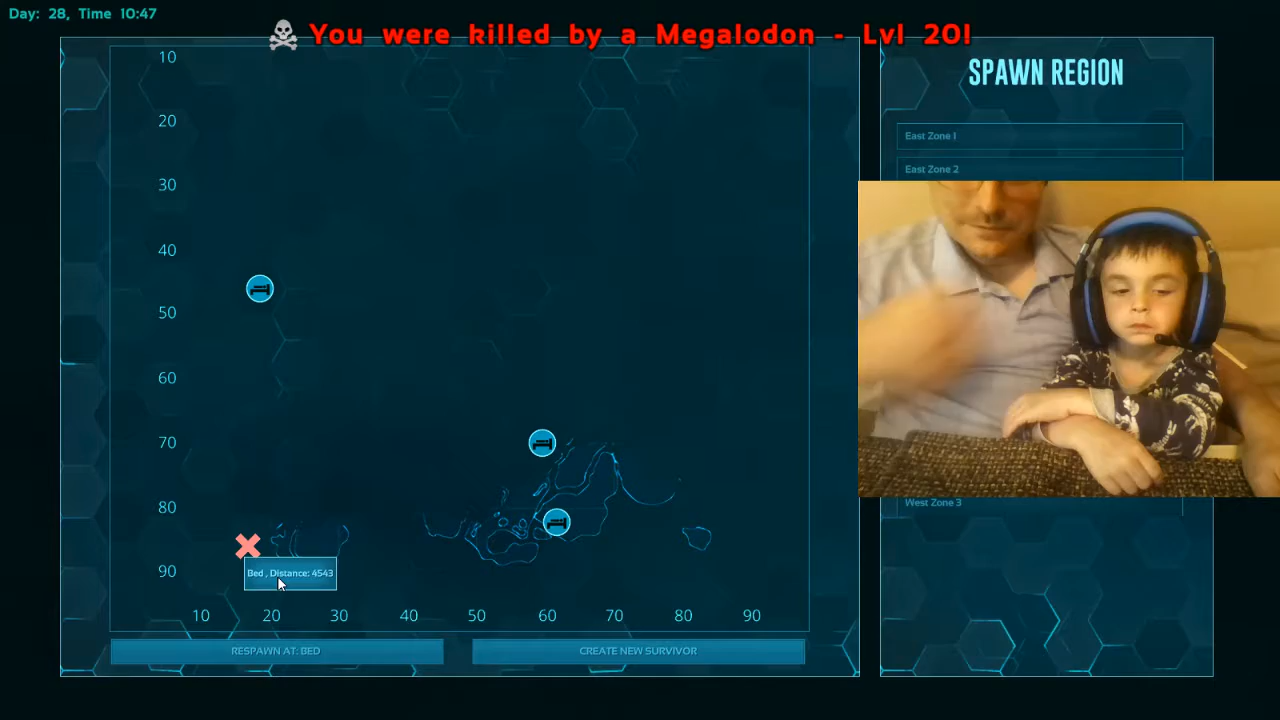 Day: 28, Time 10:47
You were killed by a Megalodon - Lvl 20!
SPAWN REGION
East Zone 1
East Zone 2
West Zone 3
10
20
30
40
50
60
70
80
90
Bed , Distance: 4543
10 20 30 40 50 60 70 80 90
RESPAWN AT: BED
CREATE NEW SURVIVOR